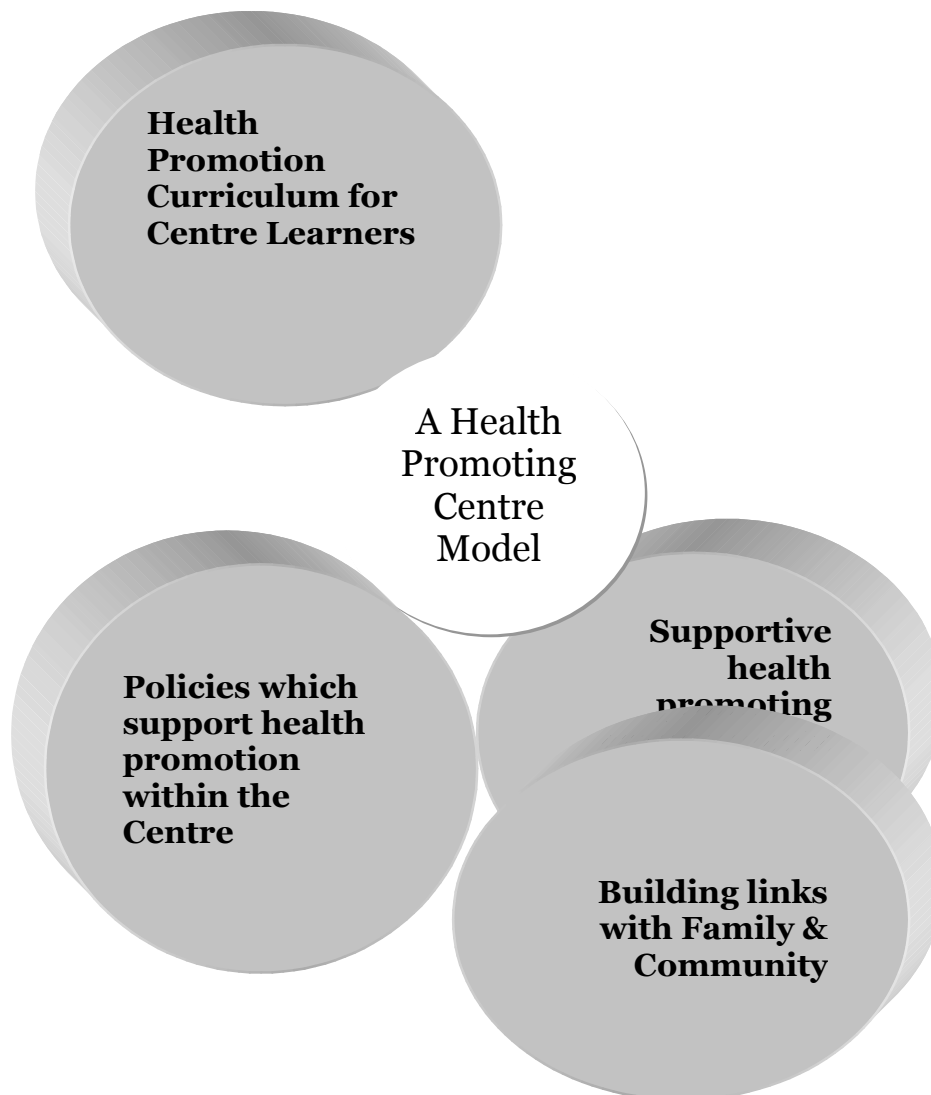 Health
Promotion
Curriculum for
Centre Learners
A Health
Promoting
Centre
Model
Supportive
health
promoting
Policies which
support health
promotion
within the
Centre
Building links
with Family &
Community